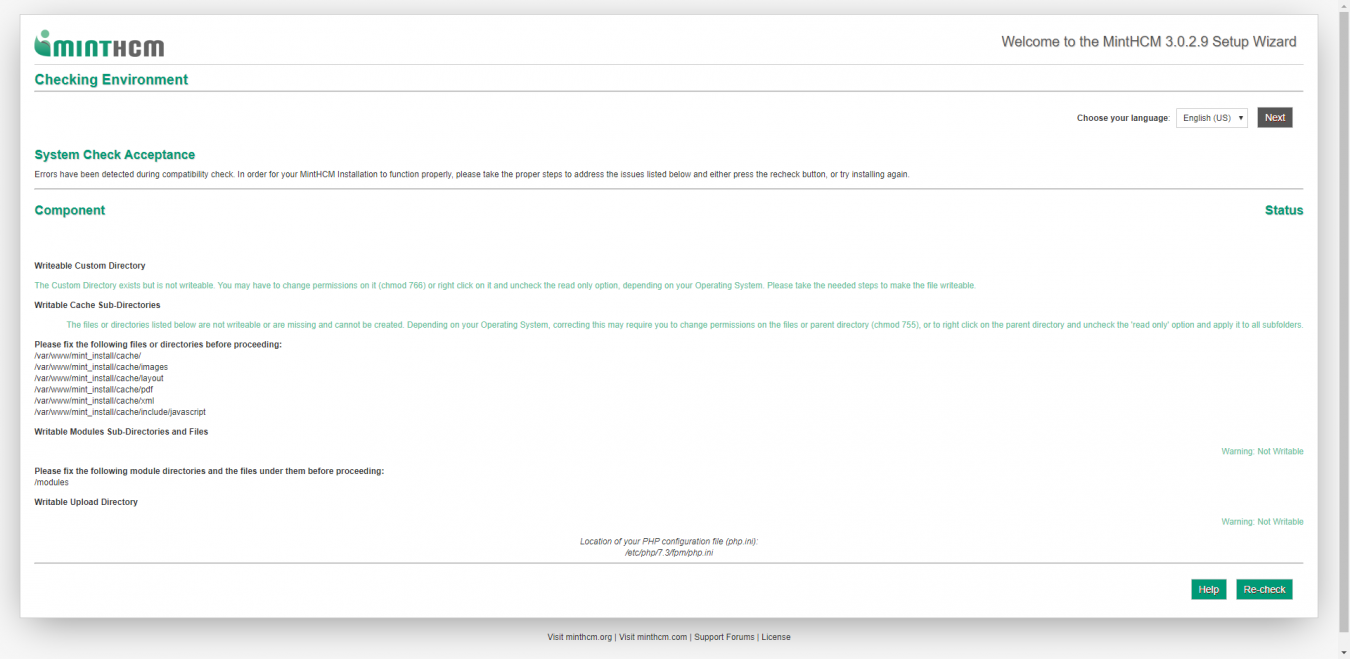 mintHCM
Welcome to the MintHCM 3.0.2.9 Setup Wizard
Checking Environment
Choose your language: English (US) Next
System Check Acceptance
Errors have been detected during compatibility check. In order for your MintHCM Installation to function properly, please take the proper steps to address the issues listed below and either press the recheck button, or try installing again.
Component Status
Writeable Custom Directory
The Custom Directory exists but is not writeable. You may have to change permissions on it (chmod 766) or right click on it and uncheck the read only option, depending on your Operating System. Please take the needed steps to make the file writeable.
Writable Cache Sub-Directories
The files or directories listed below are not writeable or are missing and cannot be created. Depending on your Operating System, correcting this may require you to change permissions on the files or parent directory (chmod 755), or to right click on the parent directory and uncheck the 'read only' option and apply it to all subfolders.
Please fix the following files or directories before proceeding:
/var/www/mint_install/cache/
/var/www/mint_install/cache/images
/var/www/mint_install/cache/layout
/var/www/mint_install/cache/pdf
/var/www/mint_install/cache/xml
/var/www/mint_install/cache/include/javascript
Writable Modules Sub-Directories and Files
Warning: Not Writable
Please fix the following module directories and the files under them before proceeding:
/modules
Writable Upload Directory
Warning: Not Writable
Location of your PHP configuration file (php.ini):
/etc/php/7.3/fpm/php.ini
Help Re-check
Visit minthcm.org | Visit minthcm.com | Support Forums | License